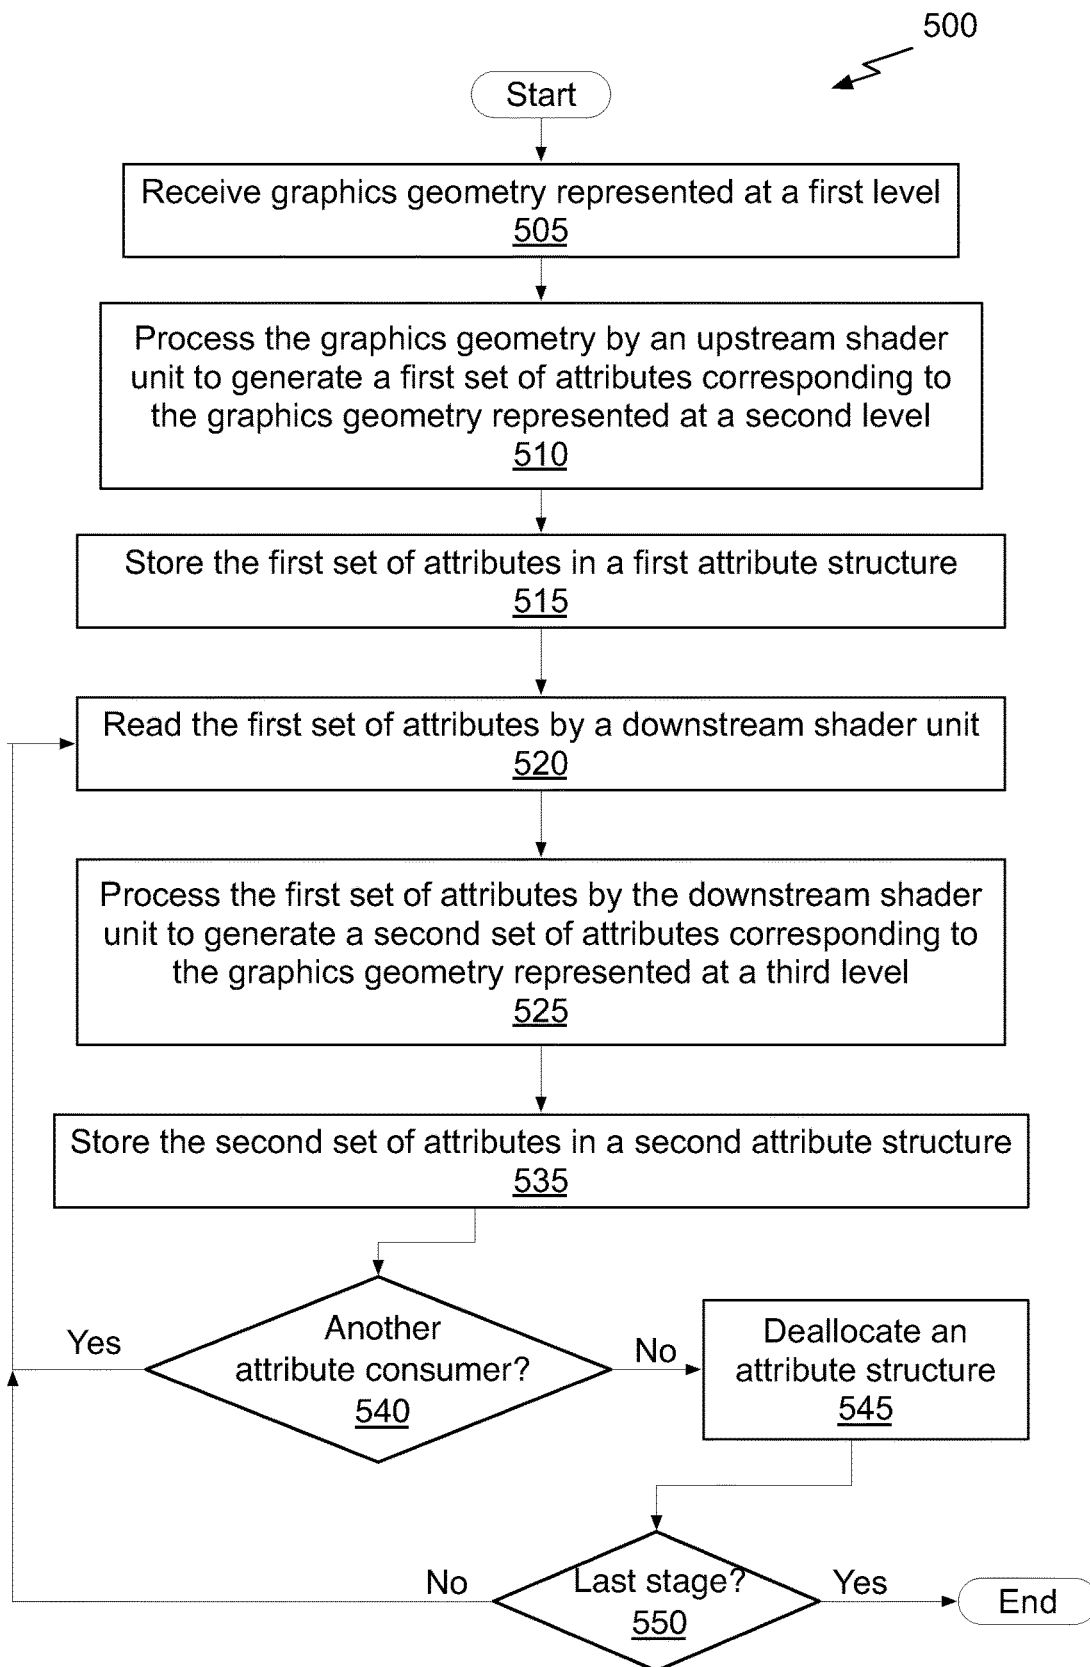 500
Start
Receive graphics geometry represented at a first level
505
Process the graphics geometry by an upstream shader
unit to generate a first set of attributes corresponding to
the graphics geometry represented at a second level
510
Store the first set of attributes in a first attribute structure
515
Read the first set of attributes by a downstream shader unit
520
Process the first set of attributes by the downstream shader
unit to generate a second set of attributes corresponding to
the graphics geometry represented at a third level
525
Store the second set of attributes in a second attribute structure
535
Yes
Another
attribute consumer?
540
No
Deallocate an
attribute structure
545
No
Last stage?
550
Yes
End